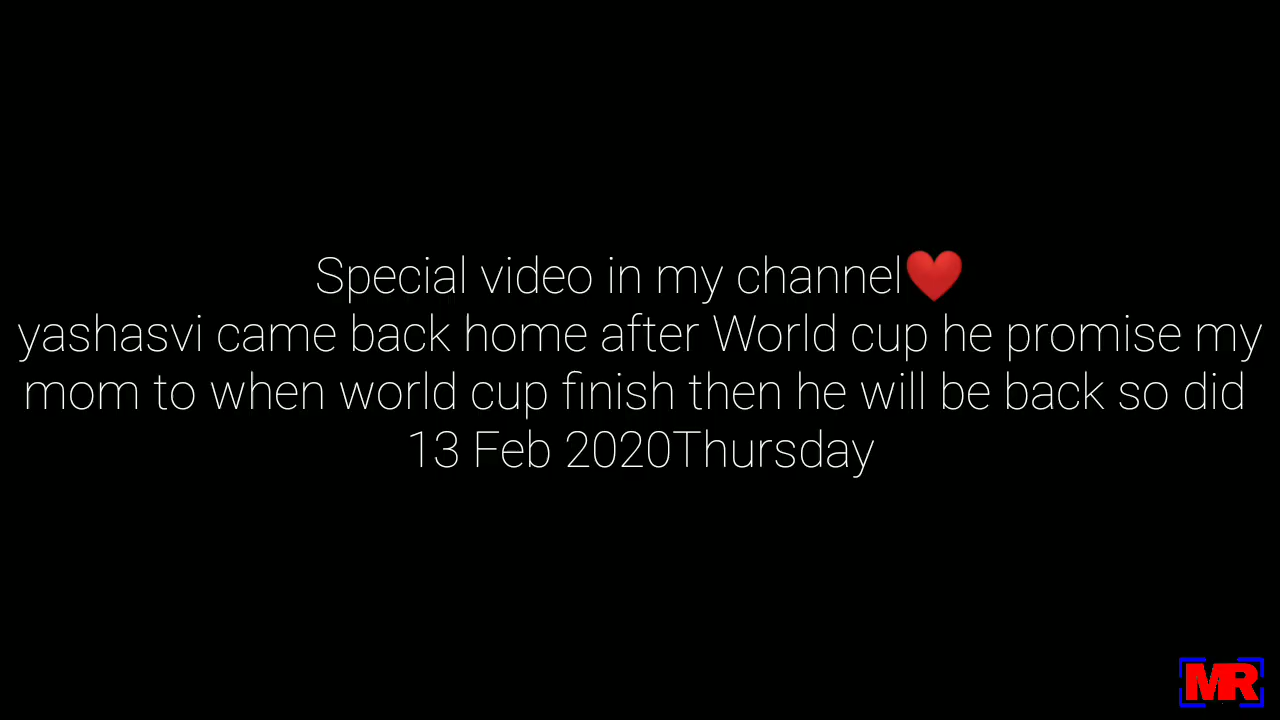 Special video in my channel❤️
yashasvi came back home after World cup he promise my
mom to when world cup finish then he will be back so did
13 Feb 2020Thursday
MR